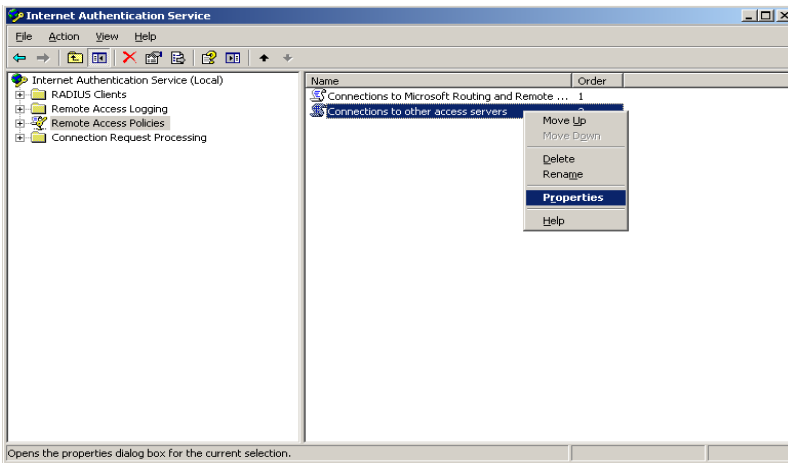 Internet Authentication Service
File Action View Help
Internet Authentication Service (Local)
RADIUS Clients
Remote Access Logging
Remote Access Policies
Connection Request Processing
Name Order
Connections to Microsoft Routing and Remote ... 1
Connections to other access servers
Move Up
Move Down
Delete
Rename
Properties
Help
Opens the properties dialog box for the current selection.